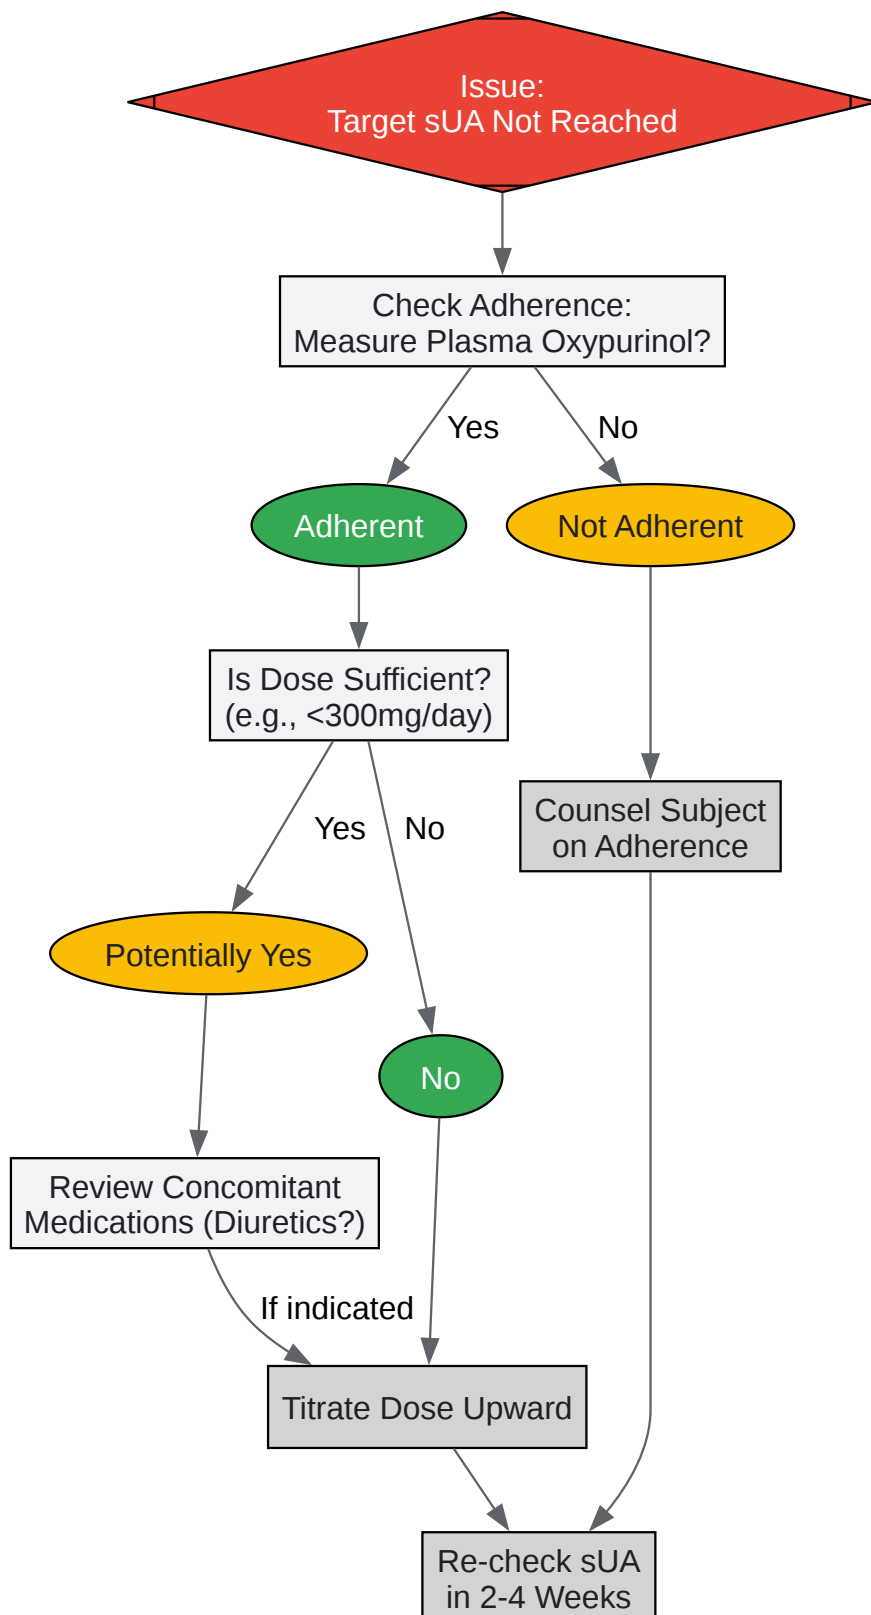 Issue:
Target sUA Not Reached
Check Adherence:
Measure Plasma Oxypurinol?
Yes
No
Adherent
Not Adherent
Is Dose Sufficient?
(e.g., <300mg/day)
Counsel Subject
on Adherence
Yes
No
Potentially Yes
No
Review Concomitant
Medications (Diuretics?)
If indicated
Titrate Dose Upward
Re-check sUA
in 2-4 Weeks